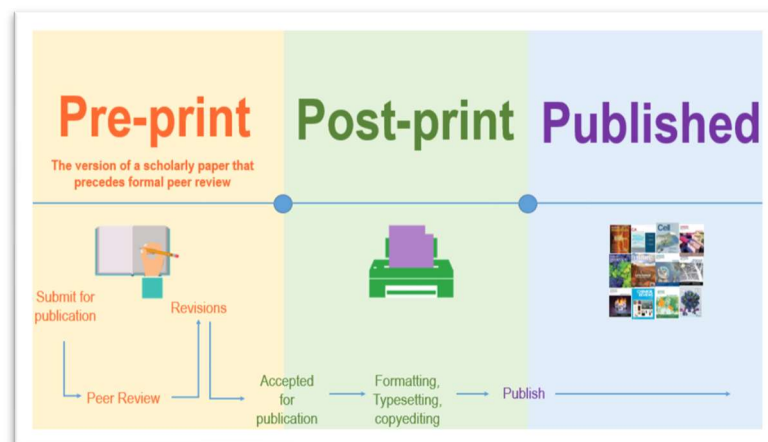 Pre-print
Post-print
Published
The version of a scholarly paper that
precedes formal peer review
Cell
Submit for
publication
Revisions
Peer Review
Accepted
for
publication
Formatting,
Typesetting,
copyediting
Publish